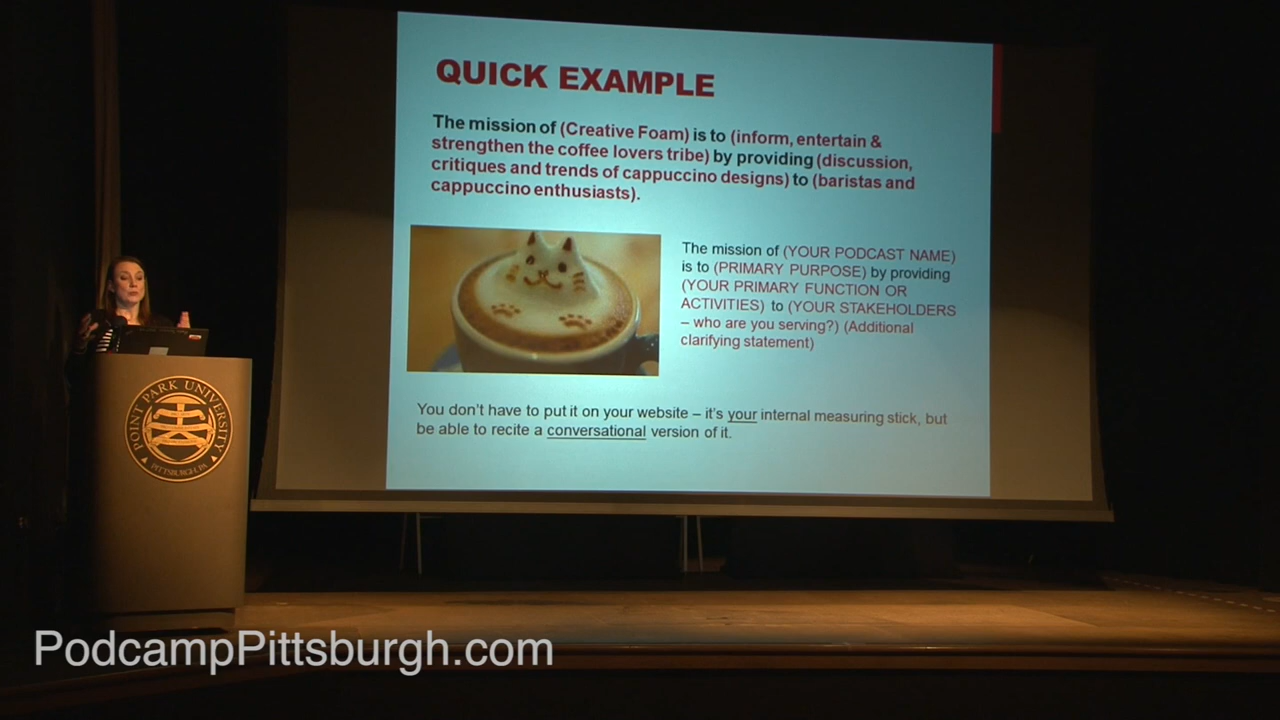 QUICK EXAMPLE
The mission of (Creative Foam) is to (inform, entertain &
strengthen the coffee lovers tribe) by providing (discussion,
critiques and trends of cappuccino designs) to (baristas and
cappuccino enthusiasts).
The mission of (YOUR PODCAST NAME)
is to (PRIMARY PURPOSE) by providing
(YOUR PRIMARY FUNCTION OR
ACTIVITIES) to (YOUR STAKEHOLDERS
– who are you serving?) (Additional
clarifying statement)
You don't have to put it on your website – it's your internal measuring stick, but
be able to recite a conversational version of it.
POINT PARK UNIVERSITY
PITTSBURGH, PA
PodcampPittsburgh.com